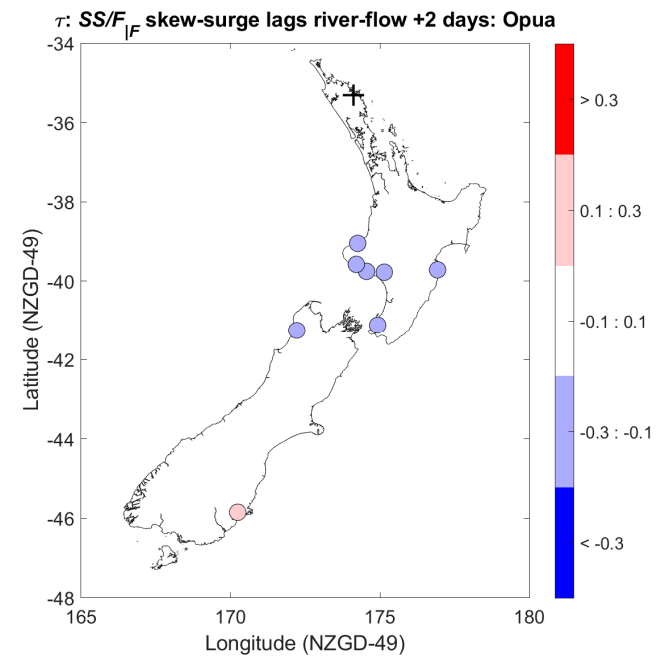 τ: SS/F|F skew-surge lags river-flow +2 days: Opua
-34
-36
-38
-40
-42
-44
-46
-48
165
170
175
180
Latitude (NZGD-49)
Longitude (NZGD-49)
> 0.3
0.1 : 0.3
-0.1 : 0.1
-0.3 : -0.1
< -0.3